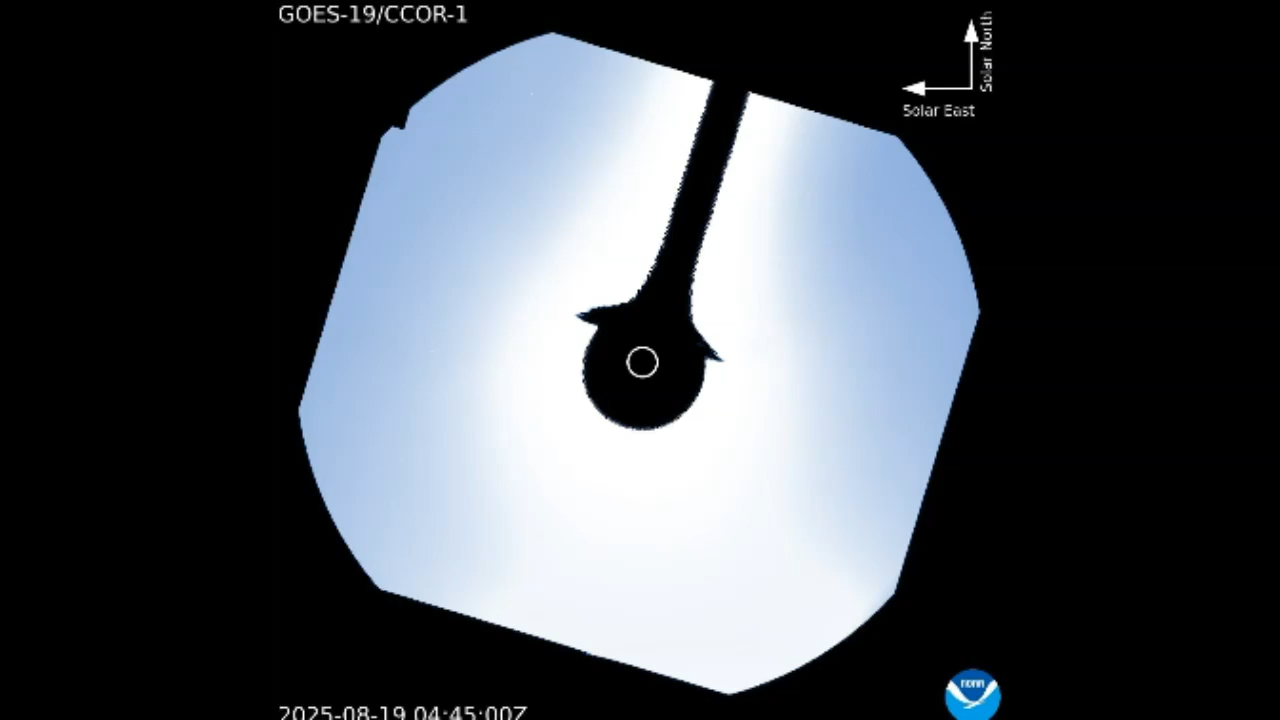 GOES-19/CCOR-1
Solar North
Solar East
2025-08-19 04:45:00Z
noaa